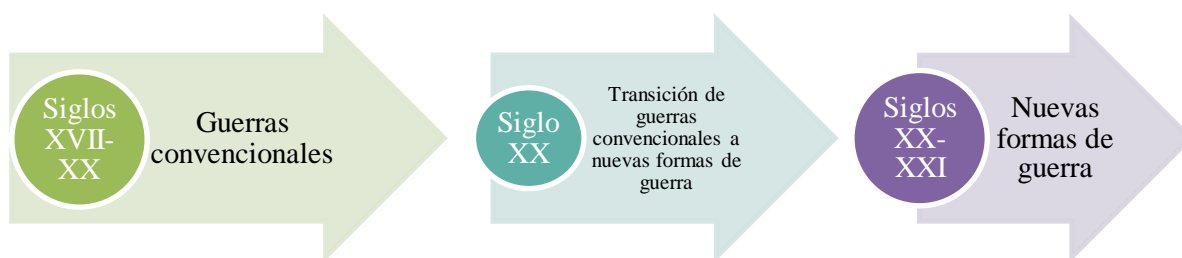 Siglos
XVII-
XX
Guerras
convencionales
Siglo
XX
Transición de
guerras
convencionales a
nuevas formas de
guerra
Siglos
XX-
XXI
Nuevas
formas de
guerra